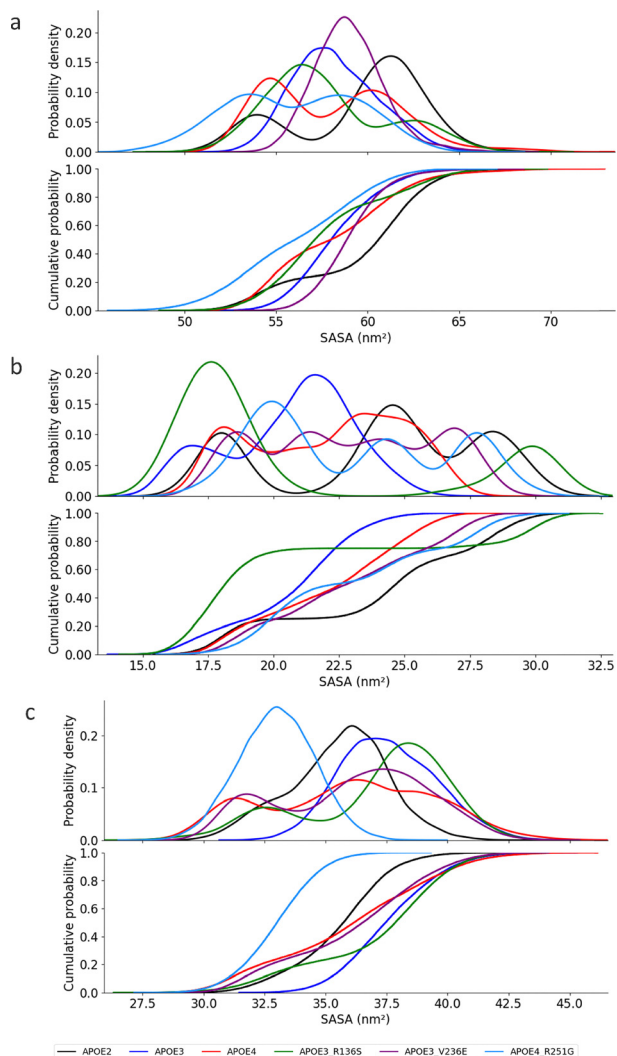 a
Probability density
0.20
0.15
0.10
0.05
0.00
Cumulative probability
1.00
0.80
0.60
0.40
0.20
0.00
50 55 60 65 70
SASA (nm²)
b
Probability density
0.20
0.15
0.10
0.05
0.00
Cumulative probability
1.00
0.80
0.60
0.40
0.20
0.00
15.0 17.5 20.0 22.5 25.0 27.5 30.0 32.5
SASA (nm²)
c
Probability density
0.2
0.1
0.0
Cumulative probability
1.0
0.8
0.6
0.4
0.2
0.0
27.5 30.0 32.5 35.0 37.5 40.0 42.5 45.0
SASA (nm²)
APOE2 APOE3 APOE4 APOE3_R136S APOE3_V236E APOE4_R251G